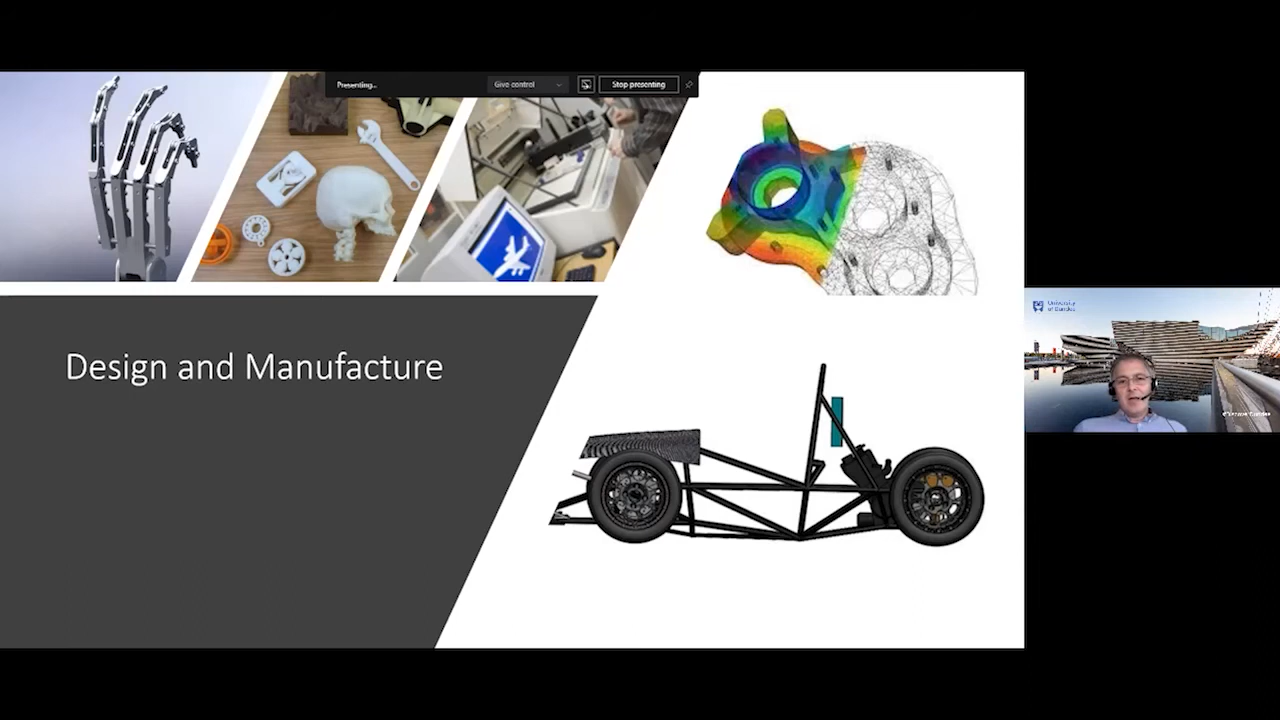 Presenting...
Give control
Stop presenting
Design and Manufacture
University
of Dundee